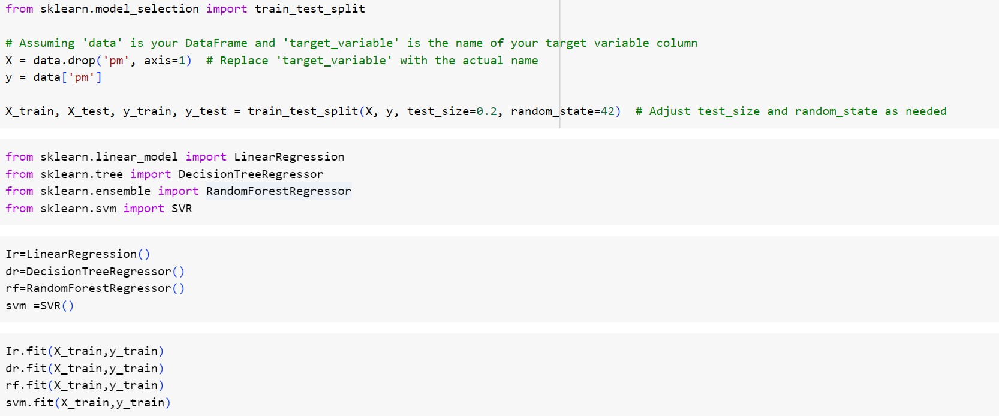 from sklearn.model_selection import train_test_split
# Assuming 'data' is your DataFrame and 'target_variable' is the name of your target variable column
X = data.drop('pm', axis=1)  # Replace 'target_variable' with the actual name
y = data['pm']
X_train, X_test, y_train, y_test = train_test_split(X, y, test_size=0.2, random_state=42)  # Adjust test_size and random_state as needed
from sklearn.linear_model import LinearRegression
from sklearn.tree import DecisionTreeRegressor
from sklearn.ensemble import RandomForestRegressor
from sklearn.svm import SVR
Ir=LinearRegression()
dr=DecisionTreeRegressor()
rf=RandomForestRegressor()
svm =SVR()
Ir.fit(X_train,y_train)
dr.fit(X_train,y_train)
rf.fit(X_train,y_train)
svm.fit(X_train,y_train)